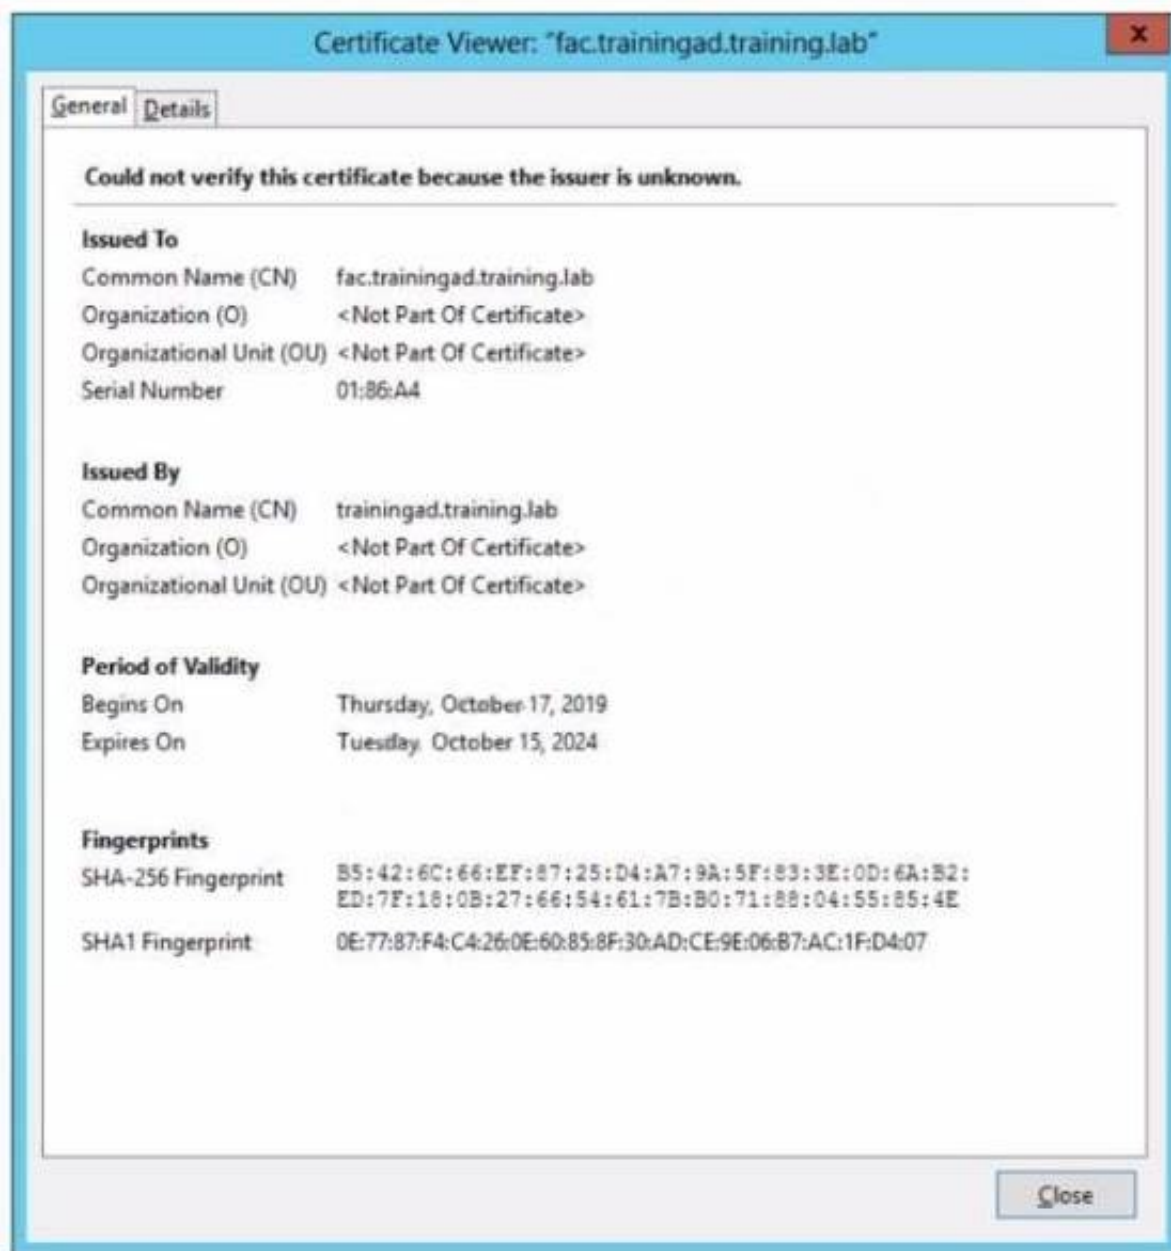 Certificate Viewer: "fac.trainingad.training.lab"
x
General Details
Could not verify this certificate because the issuer is unknown.
Issued To
Common Name (CN) fac.trainingad.training.lab
Organization (O) <Not Part Of Certificate>
Organizational Unit (OU) <Not Part Of Certificate>
Serial Number 01:86:A4
Issued By
Common Name (CN) trainingad.training.lab
Organization (O) <Not Part Of Certificate>
Organizational Unit (OU) <Not Part Of Certificate>
Period of Validity
Begins On Thursday, October 17, 2019
Expires On Tuesday, October 15, 2024
Fingerprints
SHA-256 Fingerprint B5:42:6C:66:EF:87:25:D4:A7:9A:5F:83:3E:0D:6A:B2:
ED:7F:18:0B:27:66:54:61:7B:B0:71:88:04:55:85:4E
SHA1 Fingerprint 0E:77:87:F4:C4:26:0E:60:85:8F:30:AD:CE:9E:06:B7:AC:1F:D4:07
Close